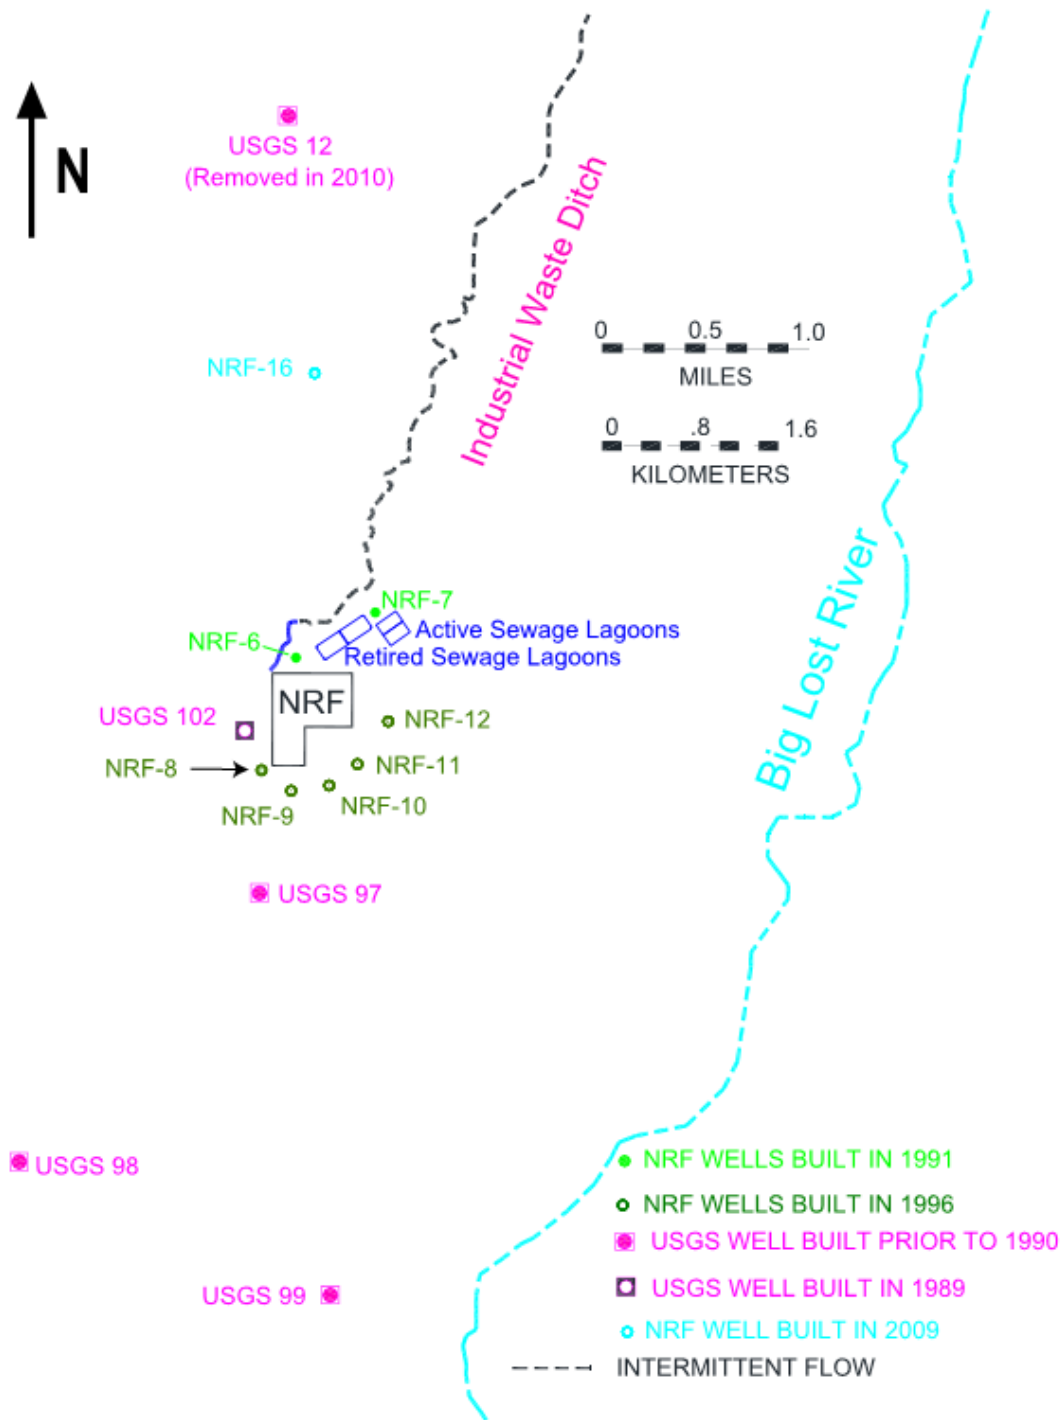 N
USGS 12
(Removed in 2010)
Industrial Waste Ditch
0 0.5 1.0
MILES
NRF-16
0 .8 1.6
KILOMETERS
Big Lost River
NRF-7
Active Sewage Lagoons
NRF-6
Retired Sewage Lagoons
NRF
USGS 102
NRF-12
NRF-8
NRF-11
NRF-10
NRF-9
USGS 97
USGS 98
USGS 99
NRF WELLS BUILT IN 1991
NRF WELLS BUILT IN 1996
USGS WELL BUILT PRIOR TO 1990
USGS WELL BUILT IN 1989
NRF WELL BUILT IN 2009
INTERMITTENT FLOW